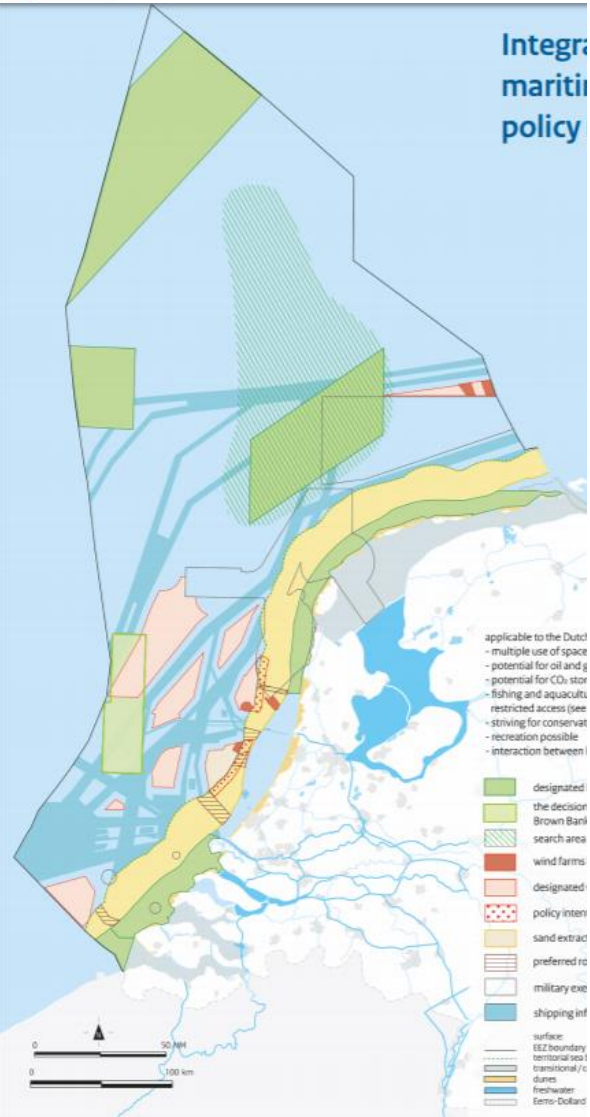 Integra
maritin
policy
applicable to the Dutch
- multiple use of space
- potential for oil and g
- potential for CO₂ stor
- fishing and aquacultu
restricted access (see
- striving for conservat
- recreation possible
- interaction between
designated
the decision
Brown Bank
search area
wind farms
designated
policy intent
sand extract
preferred ro
military exe
shipping inf
surface:
EEZ boundary
territorial sea
transitional / c
dunes
freshwater
Eems-Dollard
0 50 NM
0 100 km